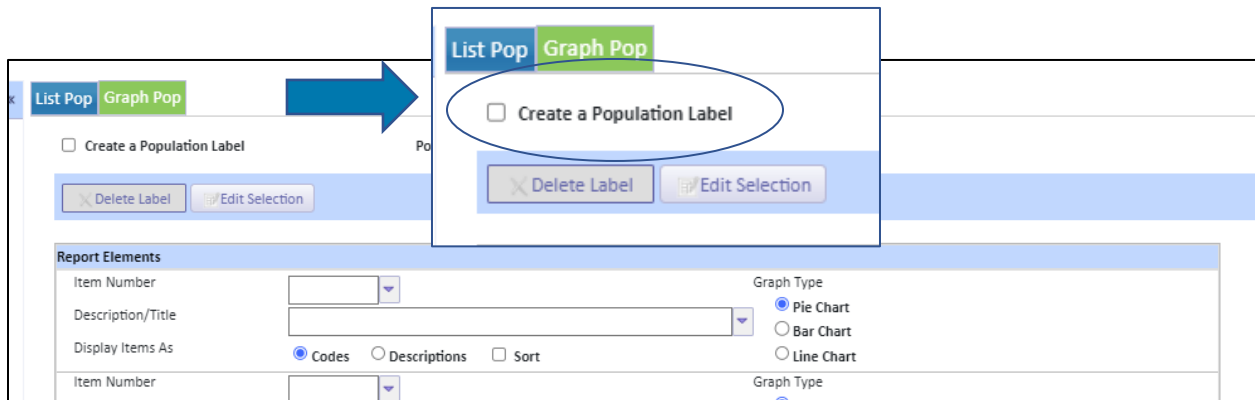 List Pop Graph Pop
Create a Population Label
Delete Label Edit Selection
List Pop Graph Pop
Create a Population Label Po
Delete Label Edit Selection
Report Elements
Item Number Graph Type
Pie Chart
Description/Title
Bar Chart
Display Items As Codes Descriptions Sort Line Chart
Item Number Graph Type